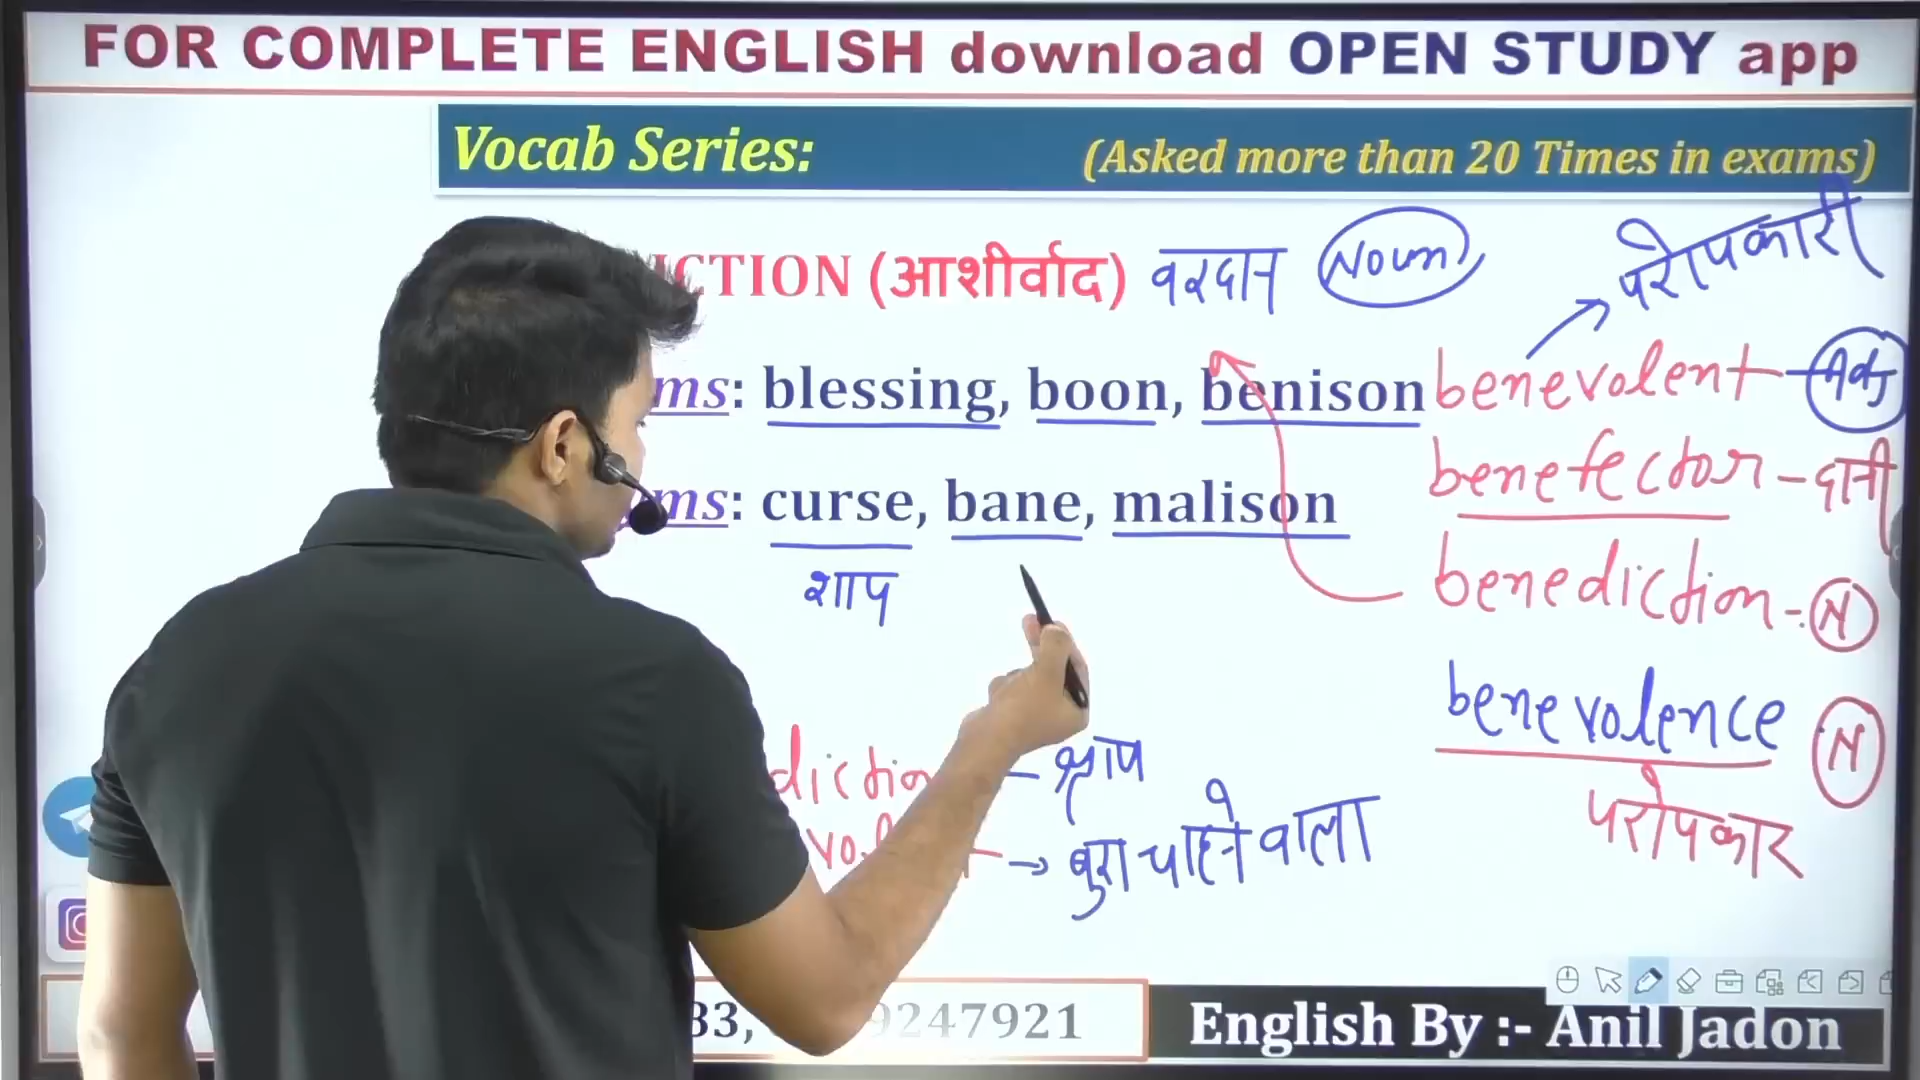 FOR COMPLETE ENGLISH download OPEN STUDY app
Vocab Series: (Asked more than 20 Times in exams)
CTION (आशीर्वाद) वरदान Noun
परोपकारी
ms: blessing, boon, benison
benevolent - Adj
benefector - दानी
ms: curse, bane, malison
शाप
benediction - N
benevolence N
परोपकार
diction - श्राप
→ बुरा चाहने वाला
83, 9247921
English By :- Anil Jadon